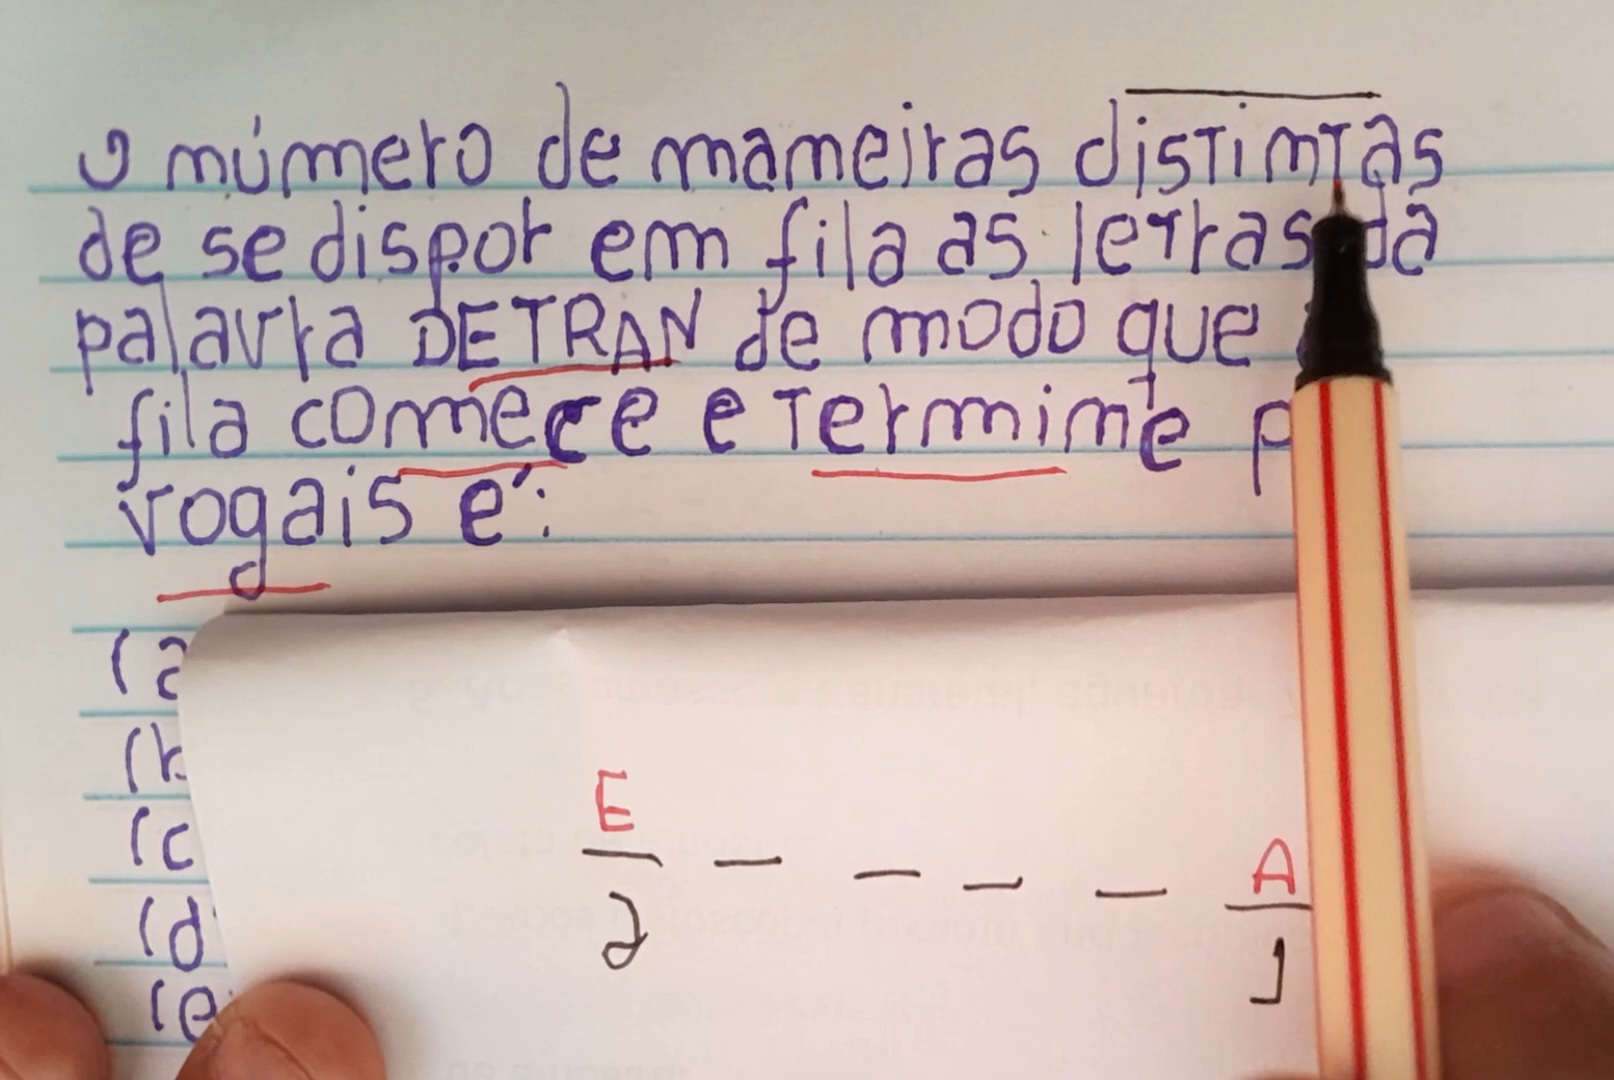 O número de maneiras distintas
de se dispor em fila as letras da
palavra DETRAN de modo que
fila comece e termine p
vogais é:
(a
(b
(c
(d
(e
E A
2 1